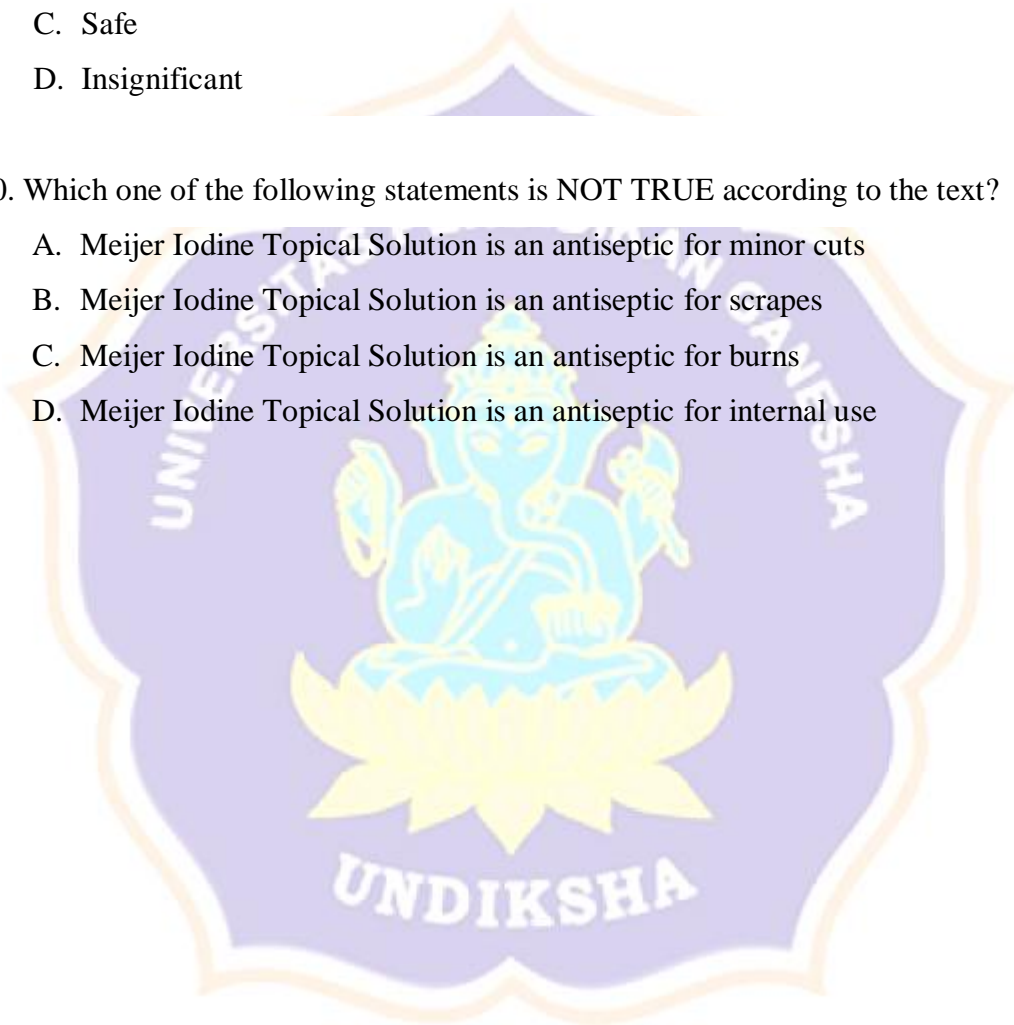 C. Safe
D. Insignificant
0. Which one of the following statements is NOT TRUE according to the text?
A. Meijer Iodine Topical Solution is an antiseptic for minor cuts
B. Meijer Iodine Topical Solution is an antiseptic for scrapes
C. Meijer Iodine Topical Solution is an antiseptic for burns
D. Meijer Iodine Topical Solution is an antiseptic for internal use
UNDIKSHA